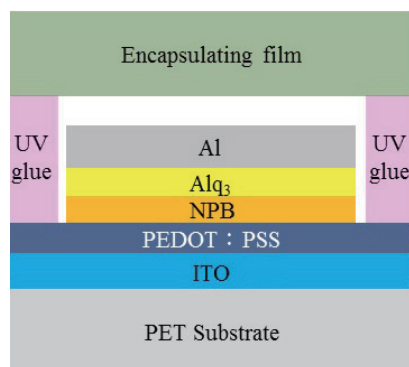 Encapsulating film
UV
glue
Al
UV
glue
Alq₃
NPB
PEDOT：PSS
ITO
PET Substrate